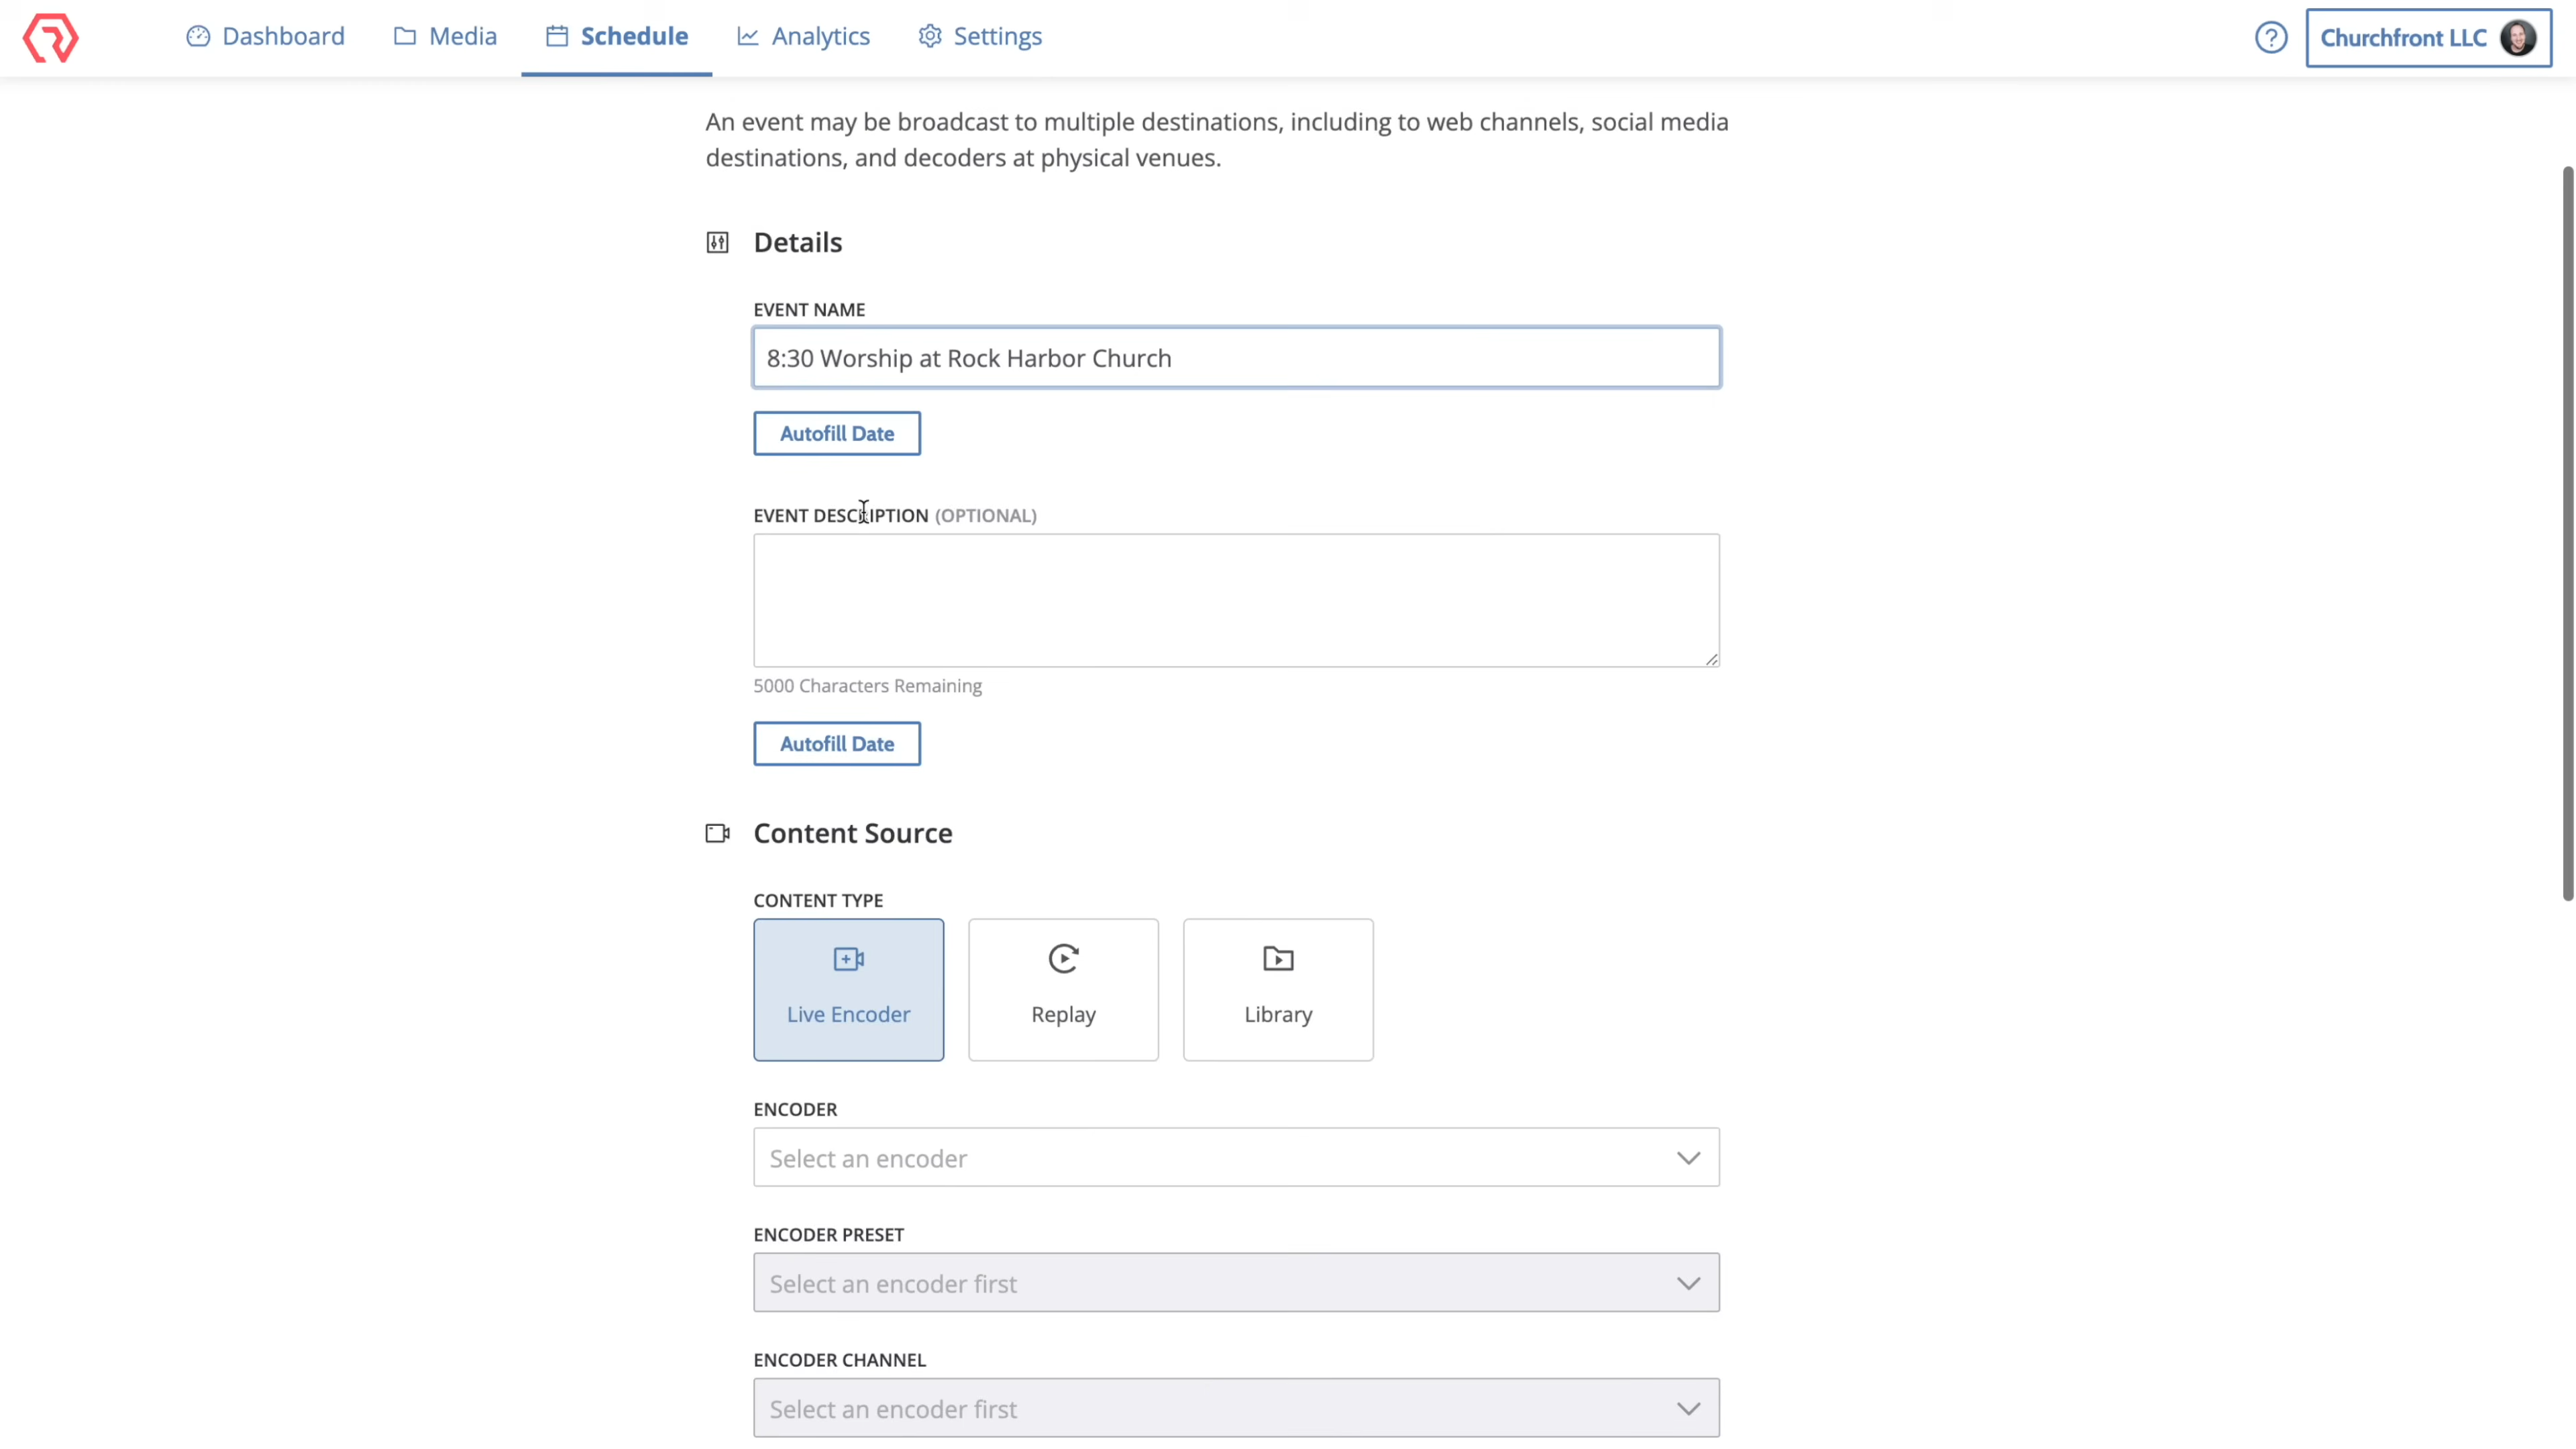 Dashboard
Media
Schedule
Analytics
Settings
?
Churchfront LLC
An event may be broadcast to multiple destinations, including to web channels, social media
destinations, and decoders at physical venues.
Details
EVENT NAME
8:30 Worship at Rock Harbor Church
Autofill Date
EVENT DESCRIPTION (OPTIONAL)
5000 Characters Remaining
Autofill Date
Content Source
CONTENT TYPE
Live Encoder
Replay
Library
ENCODER
Select an encoder
ENCODER PRESET
Select an encoder first
ENCODER CHANNEL
Select an encoder first